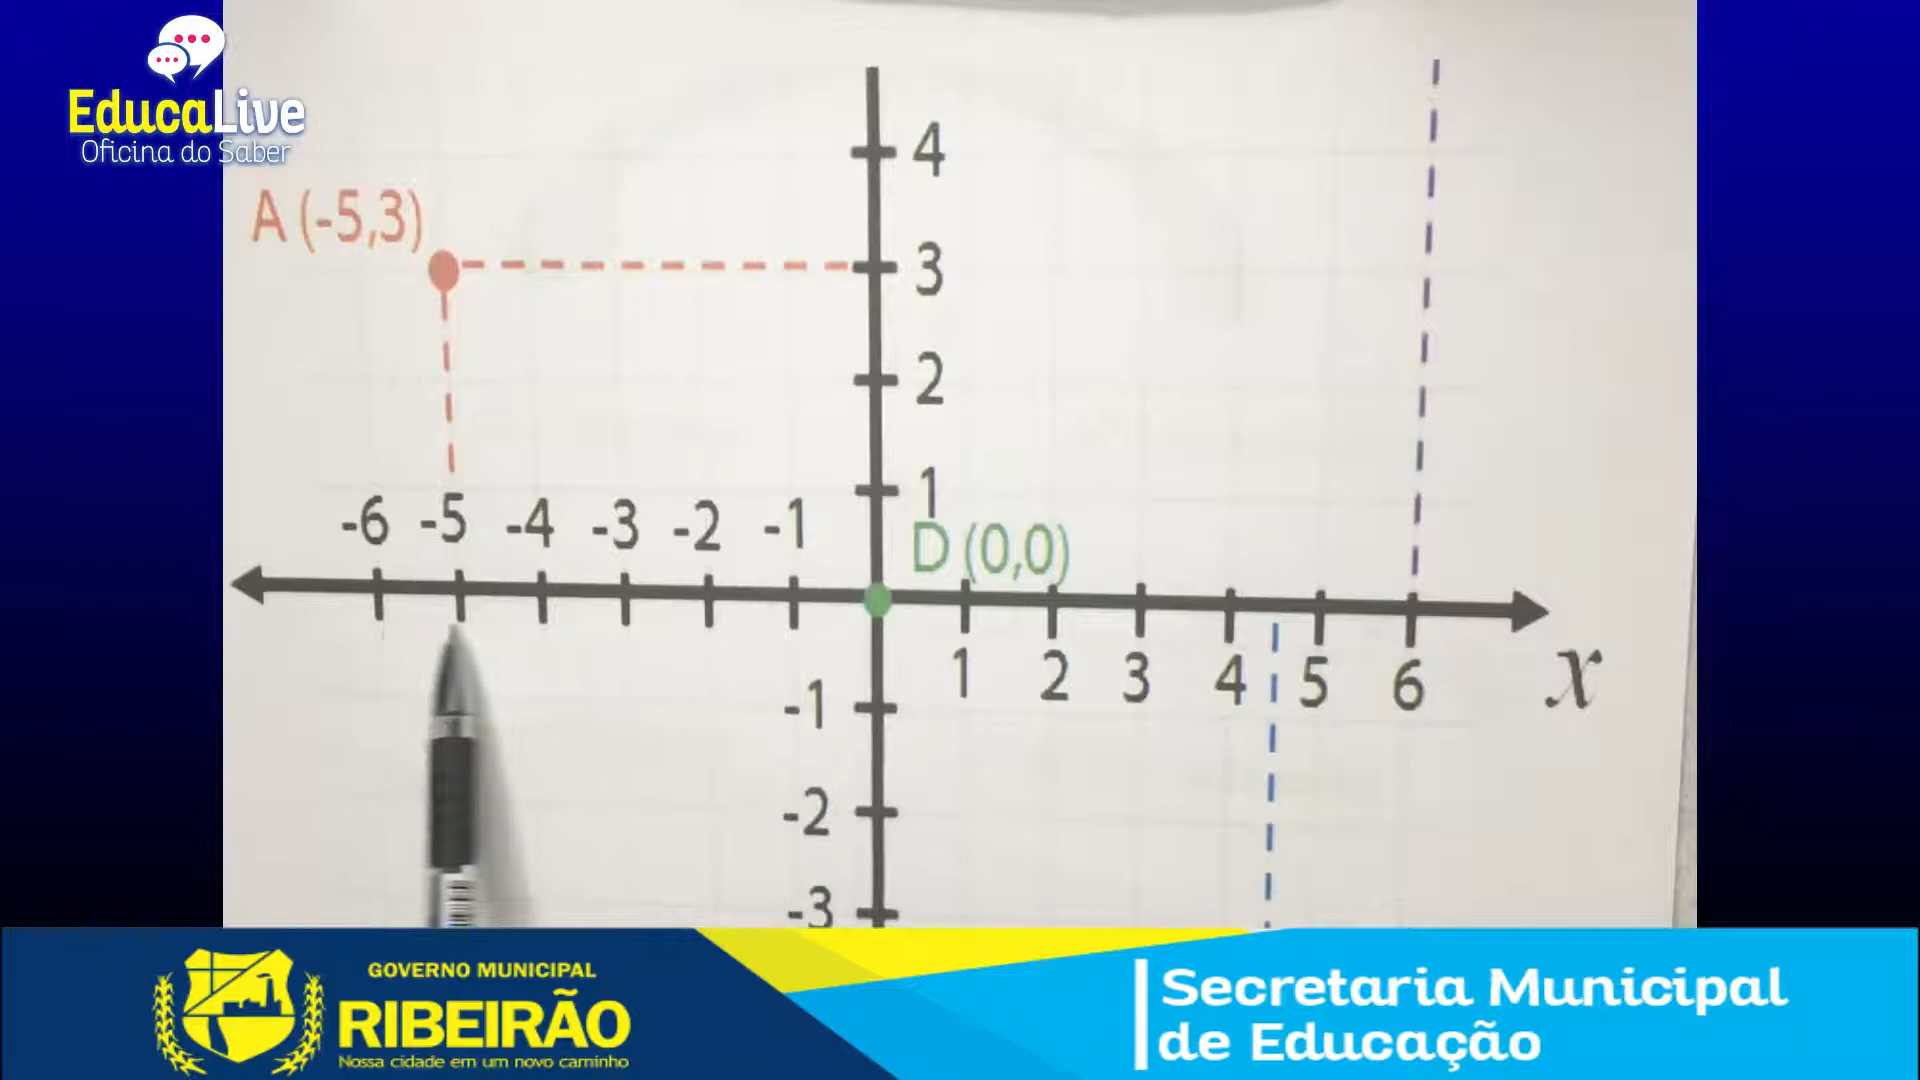 EducaLive
Oficina do Saber
4
A (-5,3)
3
2
1
-6 -5 -4 -3 -2 -1
D (0,0)
1 2 3 4 5 6
x
-1
-2
-3
GOVERNO MUNICIPAL
RIBEIRÃO
Nossa cidade em um novo caminho
Secretaria Municipal
de Educação